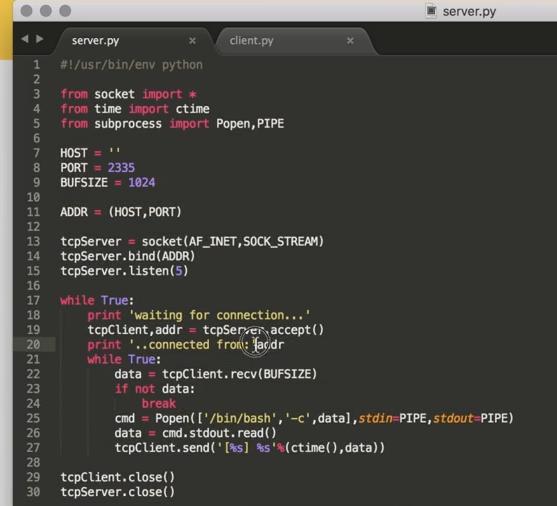 server.py
server.py × client.py ×
1 #!/usr/bin/env python
2
3 from socket import *
4 from time import ctime
5 from subprocess import Popen,PIPE
6
7 HOST = ''
8 PORT = 2335
9 BUFSIZE = 1024
10
11 ADDR = (HOST,PORT)
12
13 tcpServer = socket(AF_INET,SOCK_STREAM)
14 tcpServer.bind(ADDR)
15 tcpServer.listen(5)
16
17 while True:
18 print 'waiting for connection...'
19 tcpClient,addr = tcpServer.accept()
20 print '..connected from:',addr
21 while True:
22 data = tcpClient.recv(BUFSIZE)
23 if not data:
24 break
25 cmd = Popen(['/bin/bash','-c',data],stdin=PIPE,stdout=PIPE)
26 data = cmd.stdout.read()
27 tcpClient.send('[%s] %s'%(ctime(),data))
28
29 tcpClient.close()
30 tcpServer.close()